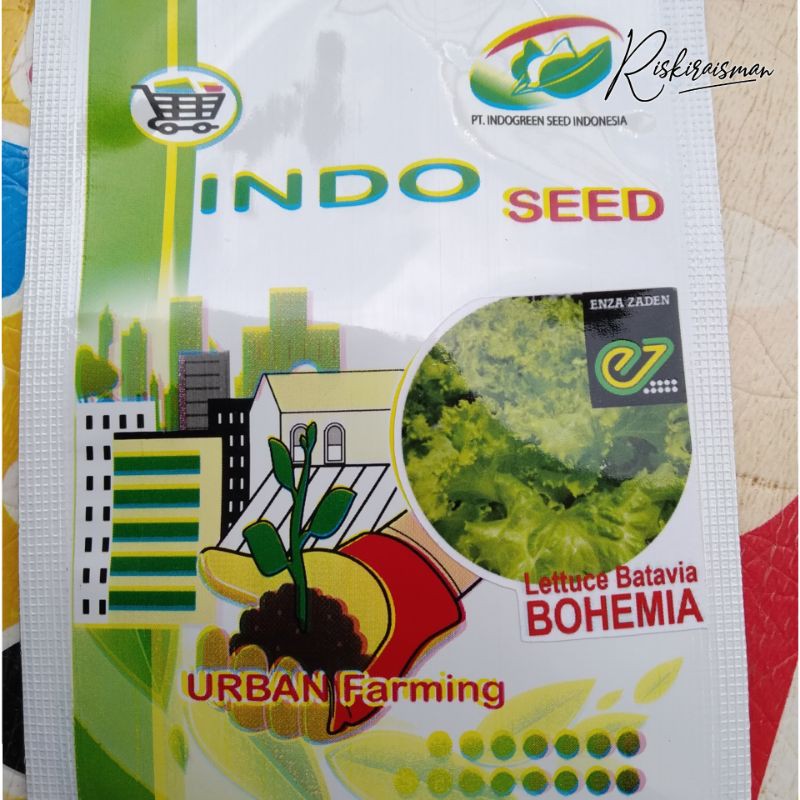 Riskiraisman
PT. INDOGREEN SEED INDONESIA
INDO SEED
ENZA ZADEN
Lettuce Batavia
BOHEMIA
URBAN Farming